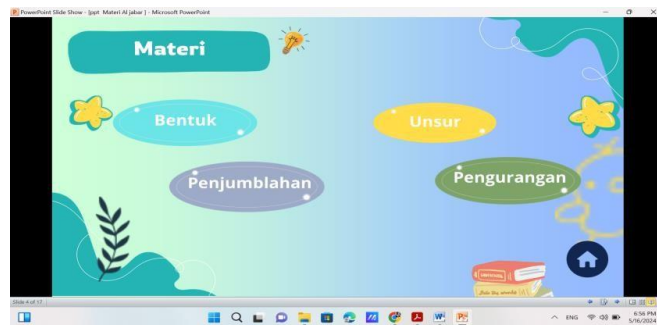 PowerPoint Slide Show - [ppt Materi Al jabar] - Microsoft PowerPoint
Materi
Bentuk
Unsur
Penjumblahan
Pengurangan
Slide 4 of 17
ENG
6:56 PM
5/16/2024